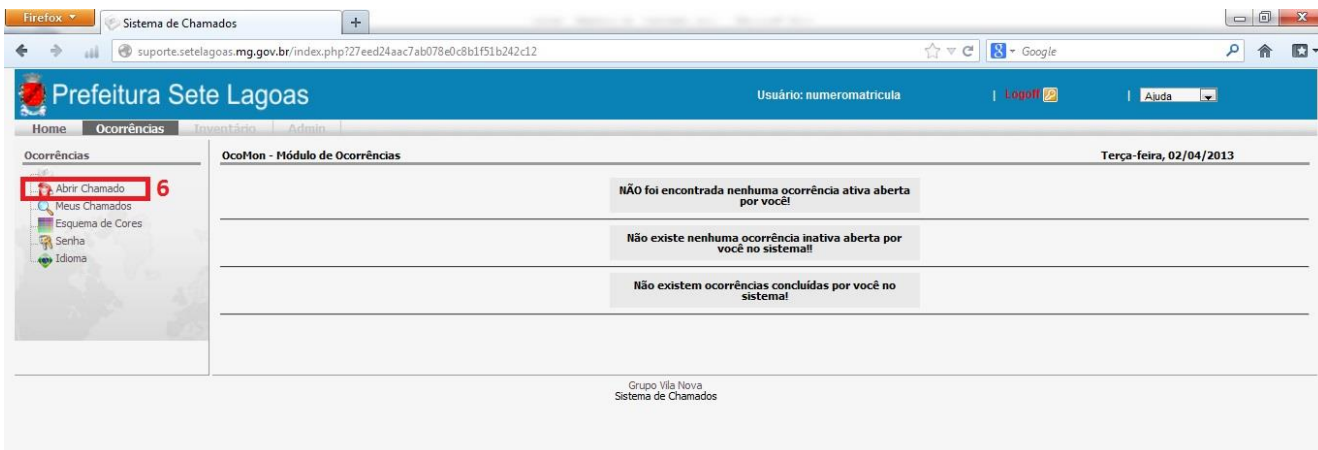 Firefox
Sistema de Chamados
suporte.setelagoas.mg.gov.br/index.php?27eed24aac7ab078e0c8b1f51b242c12
Google
Prefeitura Sete Lagoas
Usuário: numeromatricula
| Logoff
| Ajuda
Home Ocorrências Inventário Admin
Ocorrências
OcoMon - Módulo de Ocorrências
Terça-feira, 02/04/2013
Abrir Chamado
6
Meus Chamados
Esquema de Cores
Senha
Idioma
NÃO foi encontrada nenhuma ocorrência ativa aberta
por você!
Não existe nenhuma ocorrência inativa aberta por
você no sistema!!
Não existem ocorrências concluídas por você no
sistema!
Grupo Vila Nova
Sistema de Chamados